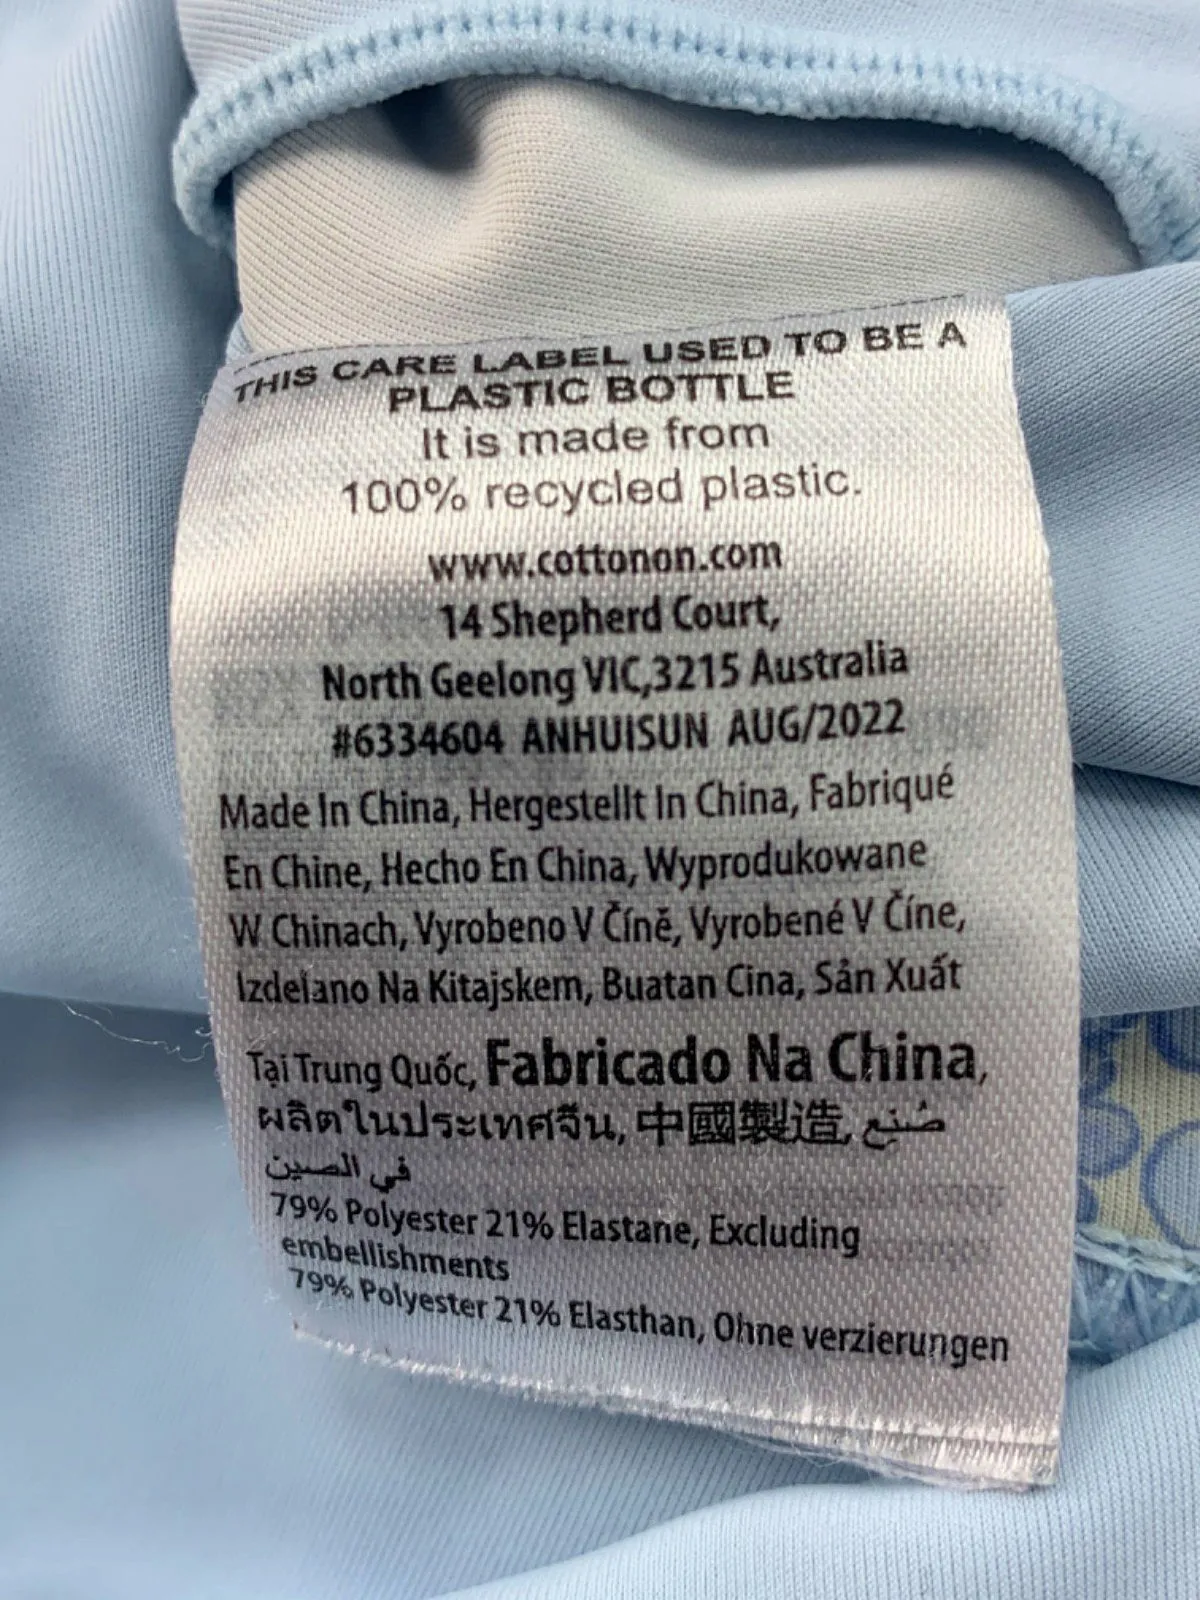 THIS CARE LABEL USED TO BE A
PLASTIC BOTTLE
It is made from
100% recycled plastic.
www.cottonon.com
14 Shepherd Court,
North Geelong VIC,3215 Australia
#6334604 ANHUISUN AUG/2022
Made In China, Hergestellt In China, Fabriqué
En Chine, Hecho En China, Wyprodukowane
W Chinach, Vyrobeno V Číně, Vyrobené V Číne,
Izdelano Na Kitajskem, Buatan Cina, Sản Xuất
Tại Trung Quốc, Fabricado Na China,
ผลิตในประเทศจีน, 中國製造, صُنع
في الصين
79% Polyester 21% Elastane, Excluding
embellishments
79% Polyester 21% Elasthan, Ohne verzierungen